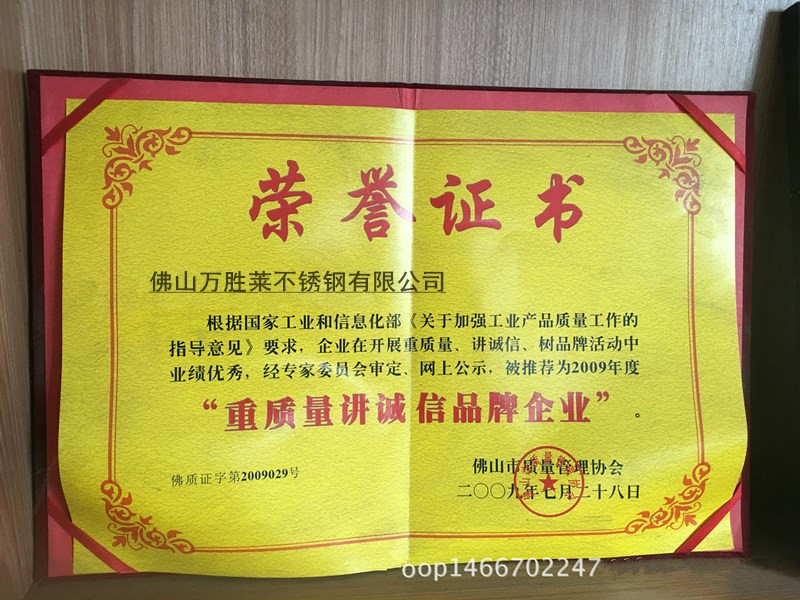 荣誉证书
佛山万胜莱不锈钢有限公司
根据国家工业和信息化部《关于加强工业产品质量工作的
指导意见》要求，企业在开展重质量、讲诚信、树品牌活动中
业绩优秀，经专家委员会审定、网上公示，被推荐为2009年度
“重质量讲诚信品牌企业”。
佛山市质量管理协会
佛质证字第2009029号
二〇〇九年七月二十八日
oop1466702247